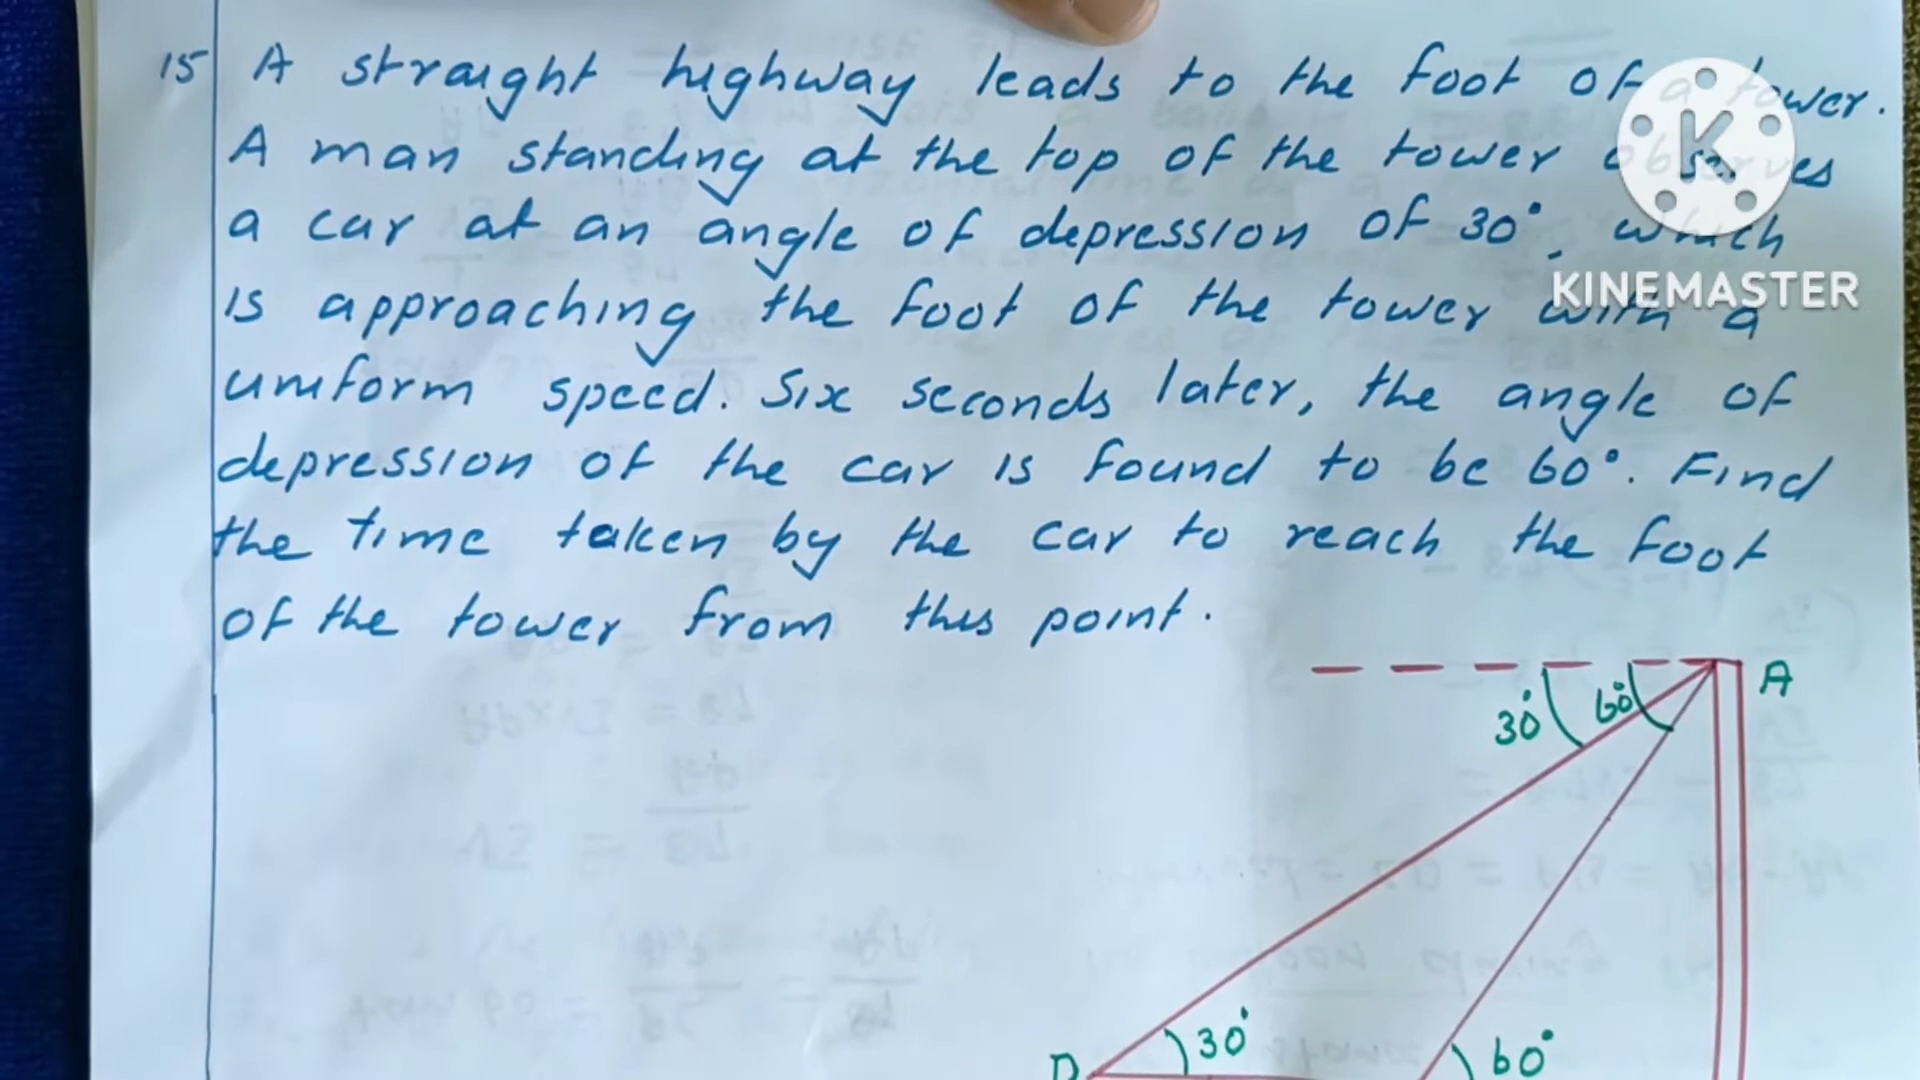 15 A straight highway leads to the foot of a tower.
A man standing at the top of the tower observes
a car at an angle of depression of 30°, which
is approaching the foot of the tower with a
uniform speed. Six seconds later, the angle of
depression of the car is found to be 60°. Find
the time taken by the car to reach the foot
of the tower from this point.
K
KINEMASTER
A
30° 60°
30°
60°
D